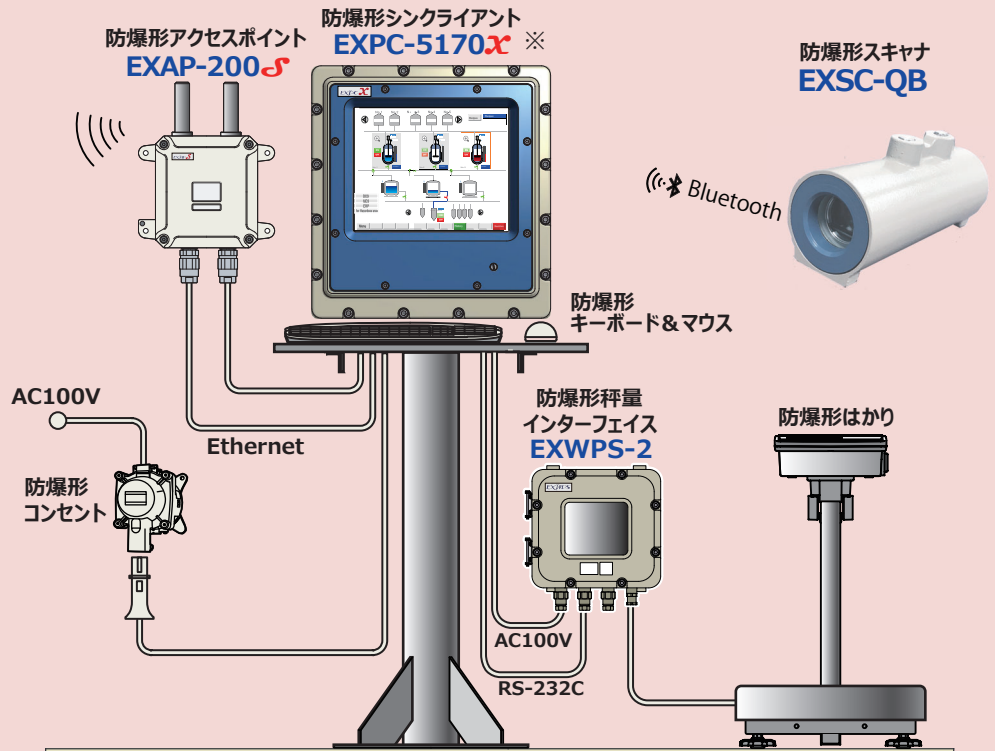 防爆形アクセスポイント
EXAP-200S
防爆形シンクライアント
EXPC-5170X ※
防爆形スキャナ
EXSC-QB
EXPC X
Bluetooth
防爆形
キーボード&マウス
AC100V
Ethernet
防爆形
コンセント
防爆形秤量
インターフェイス
EXWPS-2
EXWPS
防爆形はかり
AC100V
RS-232C